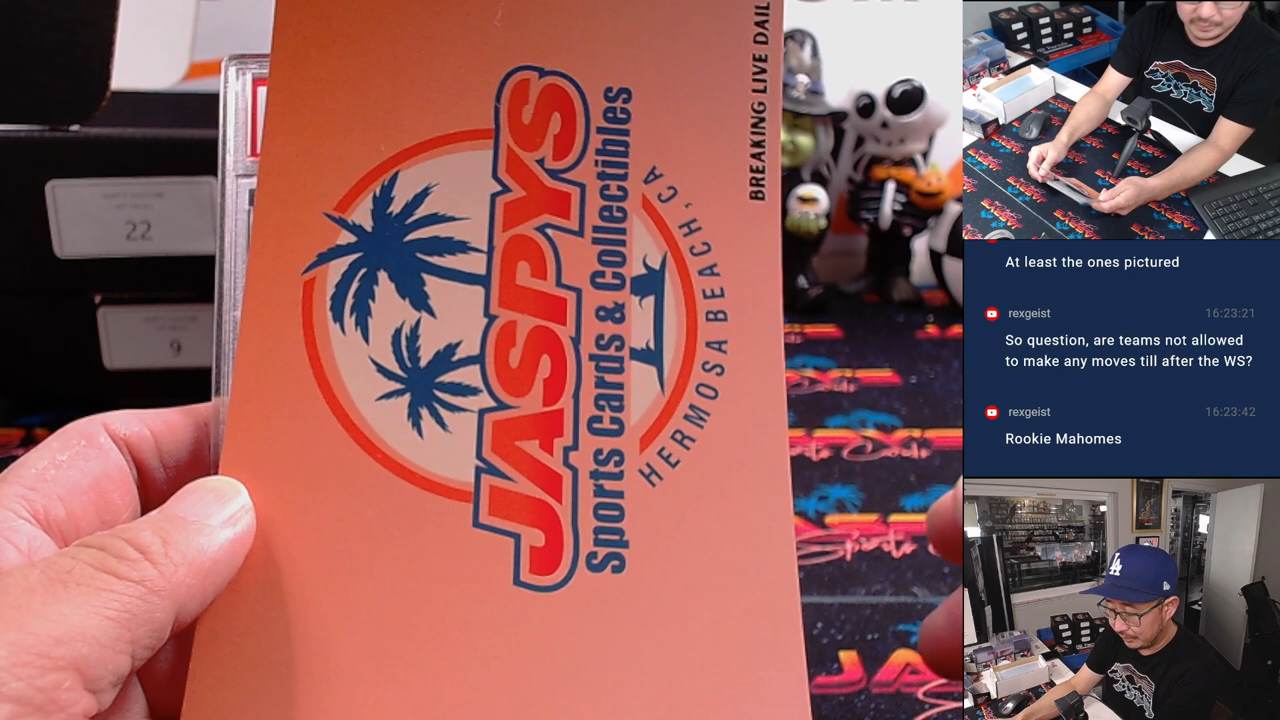 BREAKING LIVE DAIL
JASPYS
Sports Cards & Collectibles
HERMOSA BEACH, CA
22
9
At least the ones pictured
rexgeist 16:23:21
So question, are teams not allowed
to make any moves till after the WS?
rexgeist 16:23:42
Rookie Mahomes
LA
JA